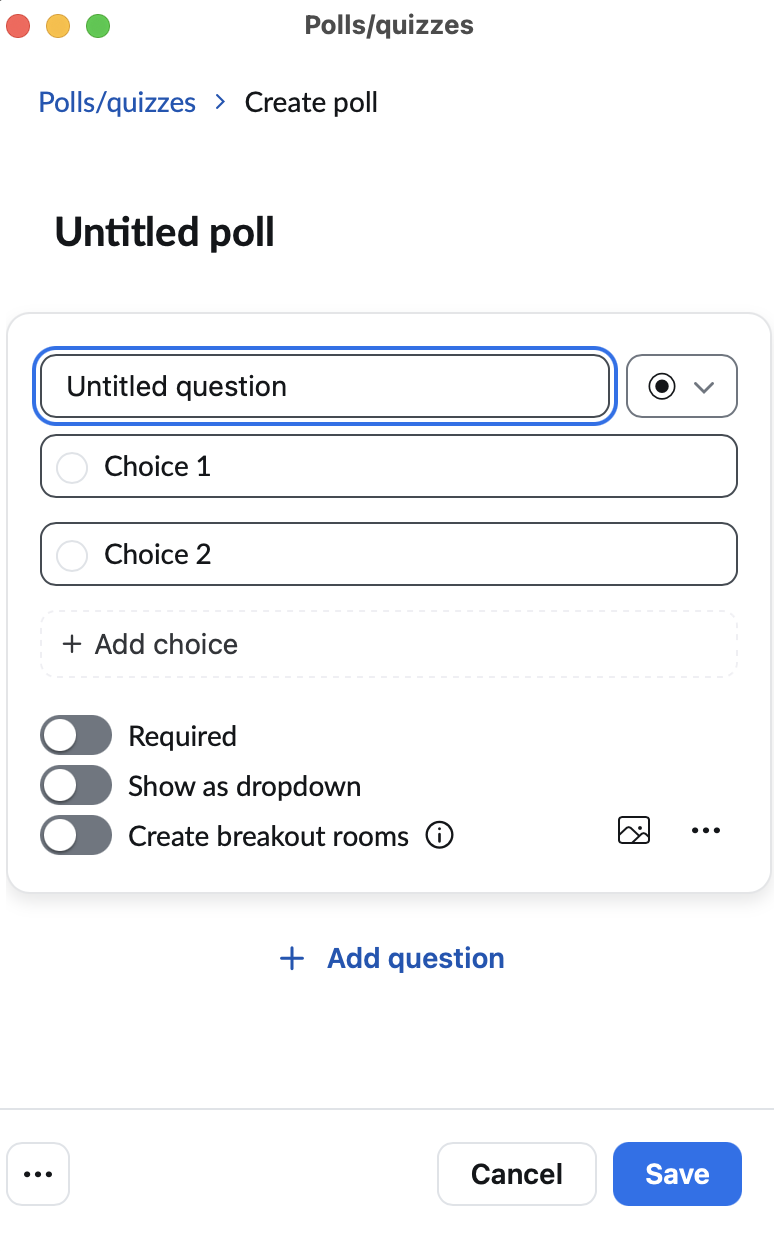 Polls/quizzes
Polls/quizzes > Create poll
Untitled poll
Untitled question
Choice 1
Choice 2
+ Add choice
Required
Show as dropdown
Create breakout rooms
+ Add question
Cancel
Save